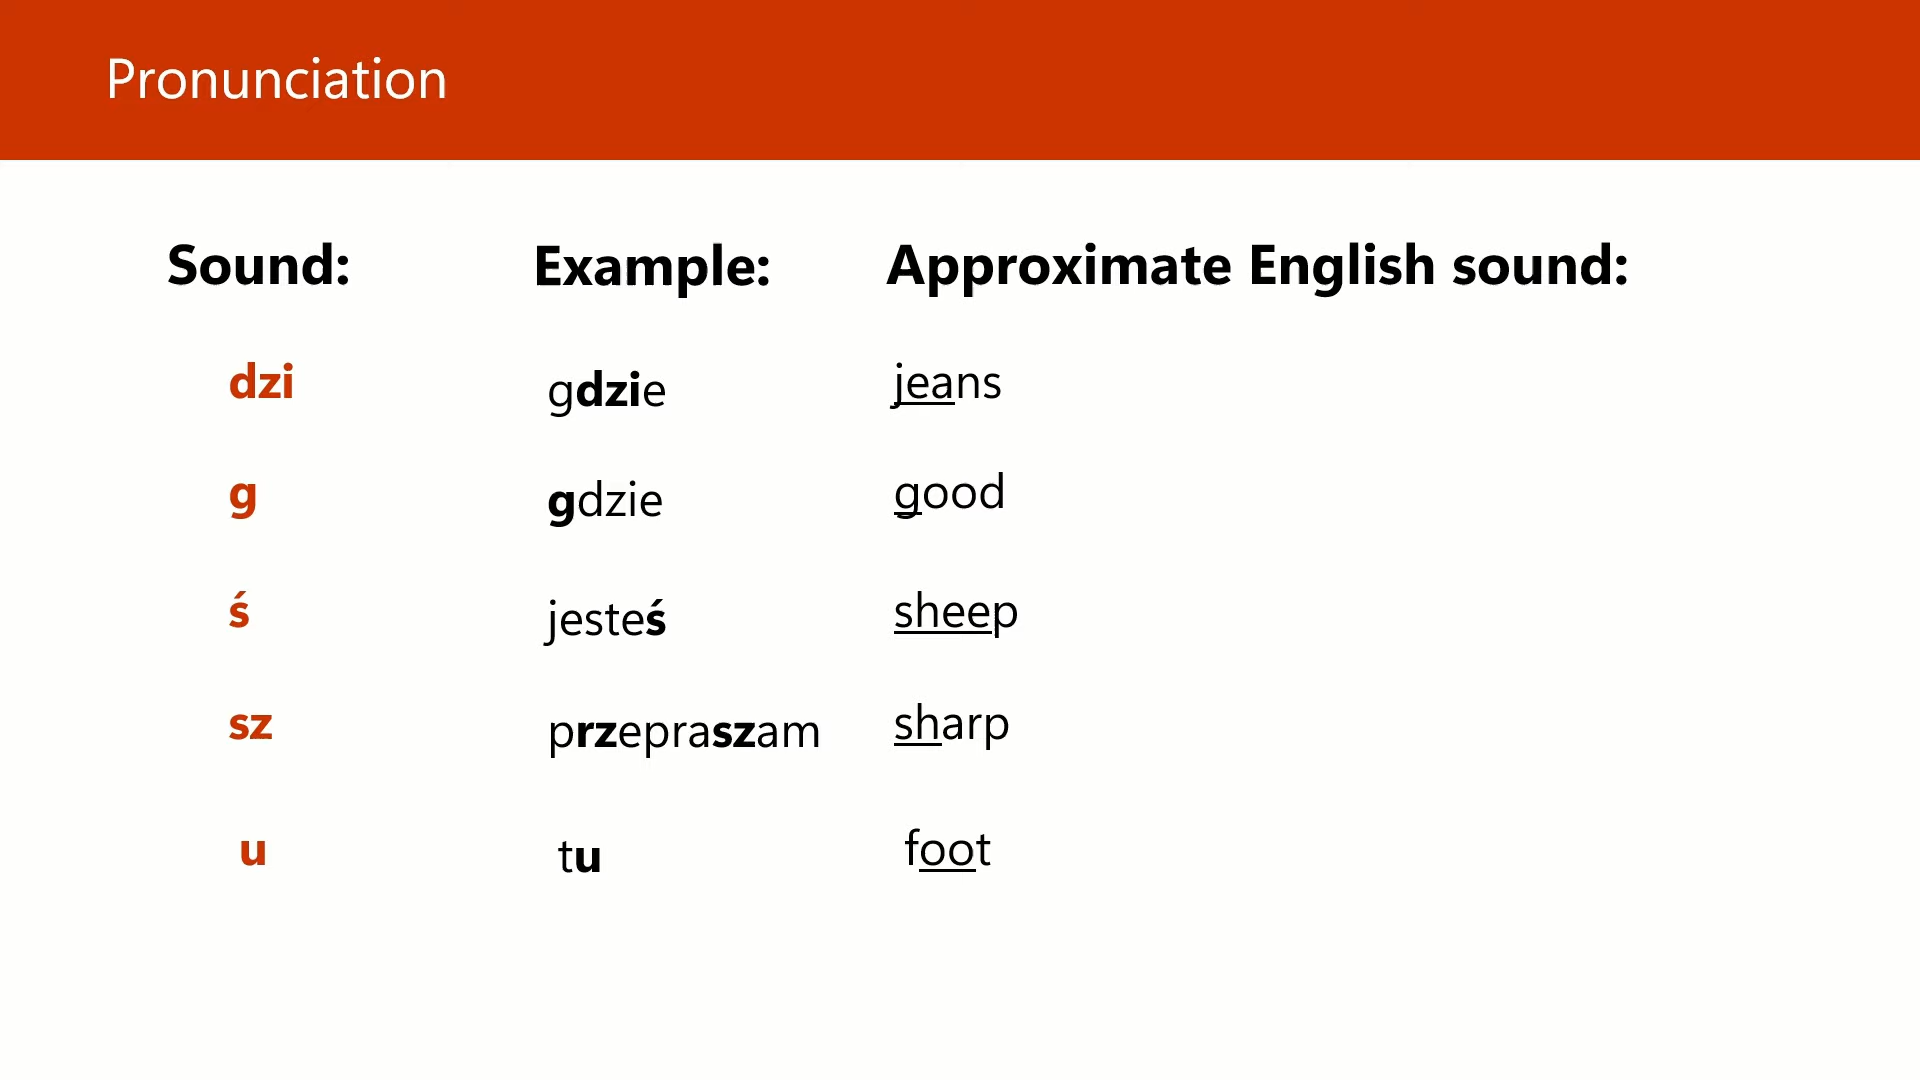 Pronunciation
Sound: Example: Approximate English sound:
dzi gdzie jeans
g gdzie good
ś jesteś sheep
sz przepraszam sharp
u tu foot